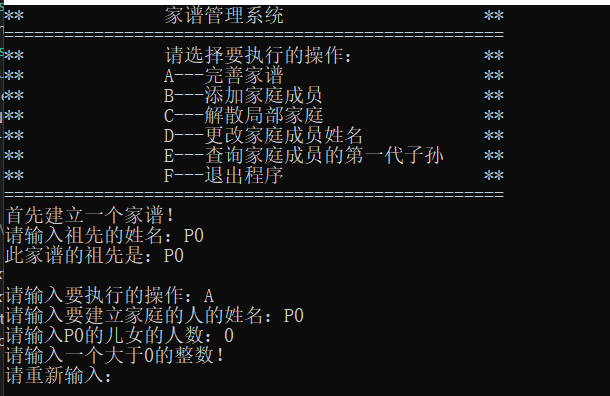 ** 家谱管理系统 **
==================================================
** 请选择要执行的操作： **
** A---完善家谱 **
** B---添加家庭成员 **
** C---解散局部家庭 **
** D---更改家庭成员姓名 **
** E---查询家庭成员的第一代子孙 **
** F---退出程序 **
==================================================
首先建立一个家谱！
请输入祖先的姓名：P0
此家谱的祖先是：P0
请输入要执行的操作：A
请输入要建立家庭的人的姓名：P0
请输入P0的儿女的人数：0
请输入一个大于0的整数！
请重新输入：